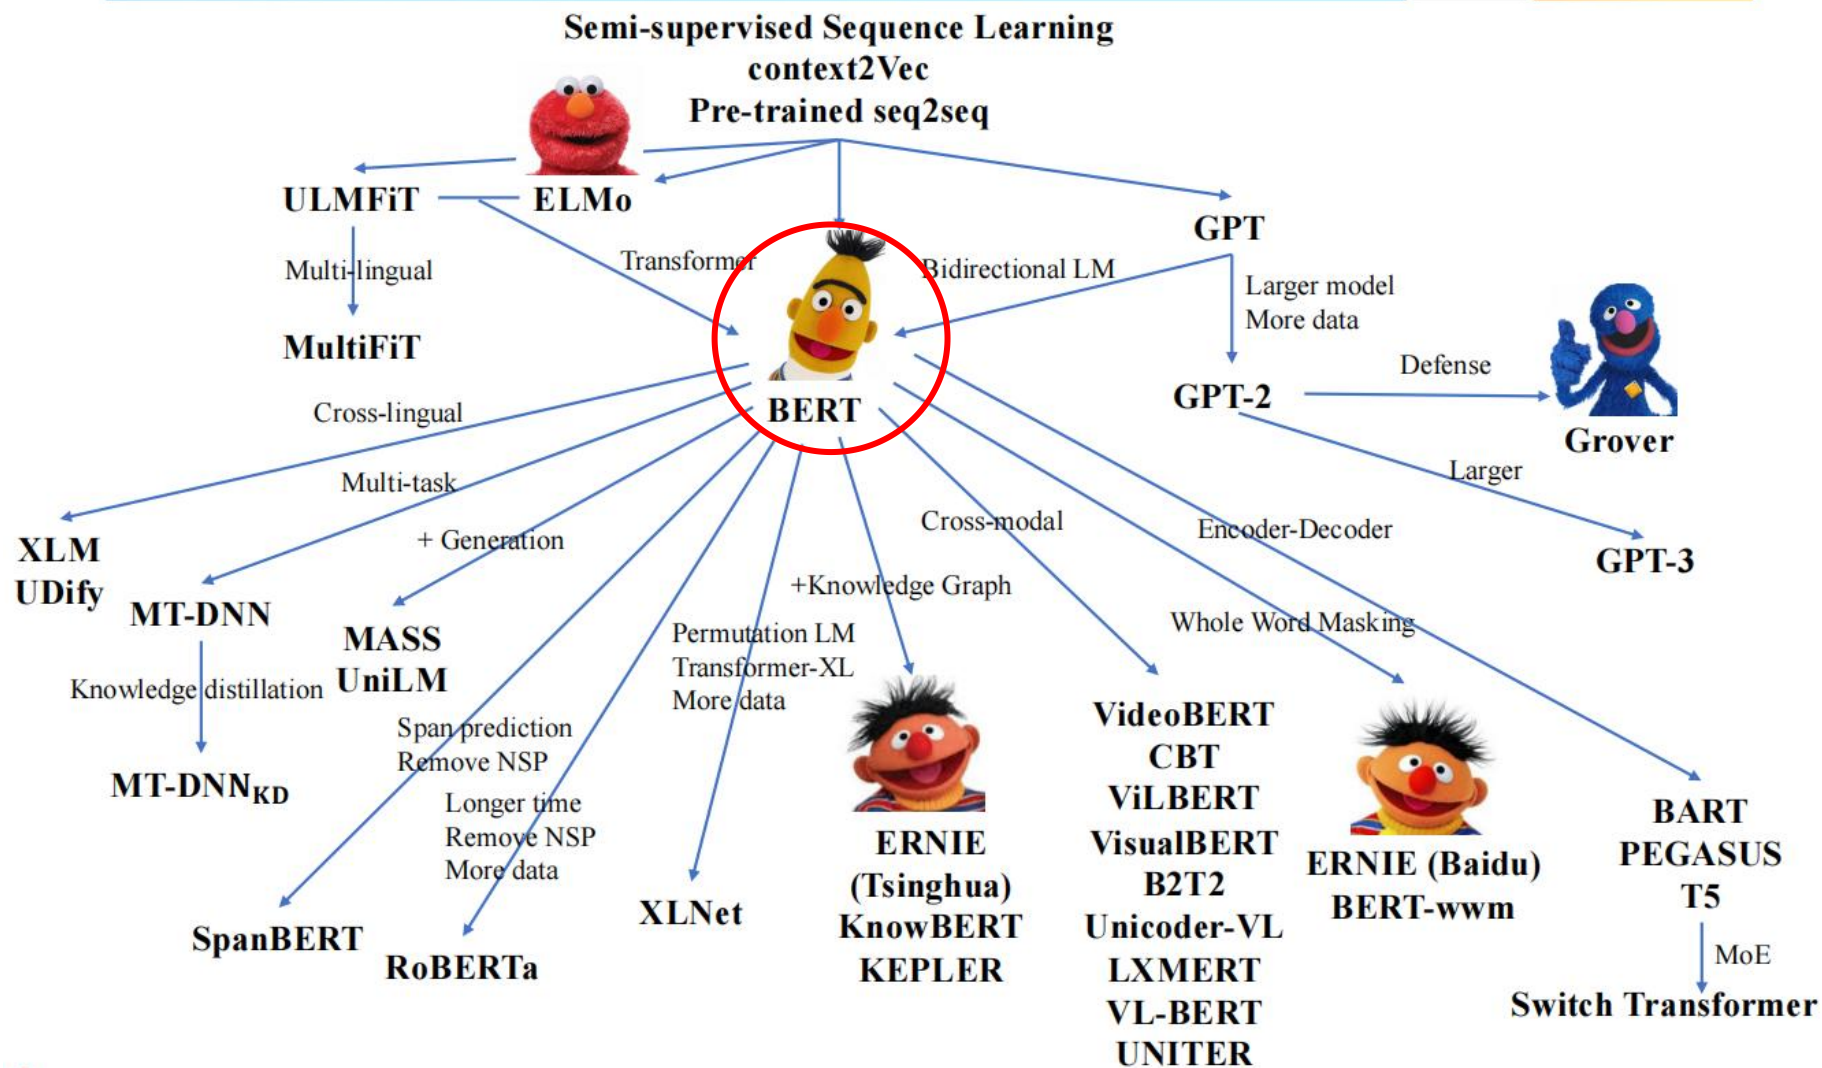 Semi-supervised Sequence Learning
context2Vec
Pre-trained seq2seq
ULMFiT
ELMo
GPT
Multi-lingual
Transformer
Bidirectional LM
Larger model
More data
MultiFiT
Defense
GPT-2
BERT
Cross-lingual
Grover
Multi-task
Larger
+ Generation
Cross-modal
Encoder-Decoder
XLM
UDify
GPT-3
+Knowledge Graph
MT-DNN
MASS
UniLM
Permutation LM
Transformer-XL
More data
Whole Word Masking
Knowledge distillation
Span prediction
Remove NSP
MT-DNNKD
Longer time
Remove NSP
More data
VideoBERT
CBT
ViLBERT
VisualBERT
B2T2
Unicoder-VL
LXMERT
VL-BERT
UNITER
ERNIE
(Tsinghua)
KnowBERT
KEPLER
ERNIE (Baidu)
BERT-wwm
BART
PEGASUS
T5
SpanBERT
RoBERTa
XLNet
MoE
Switch Transformer